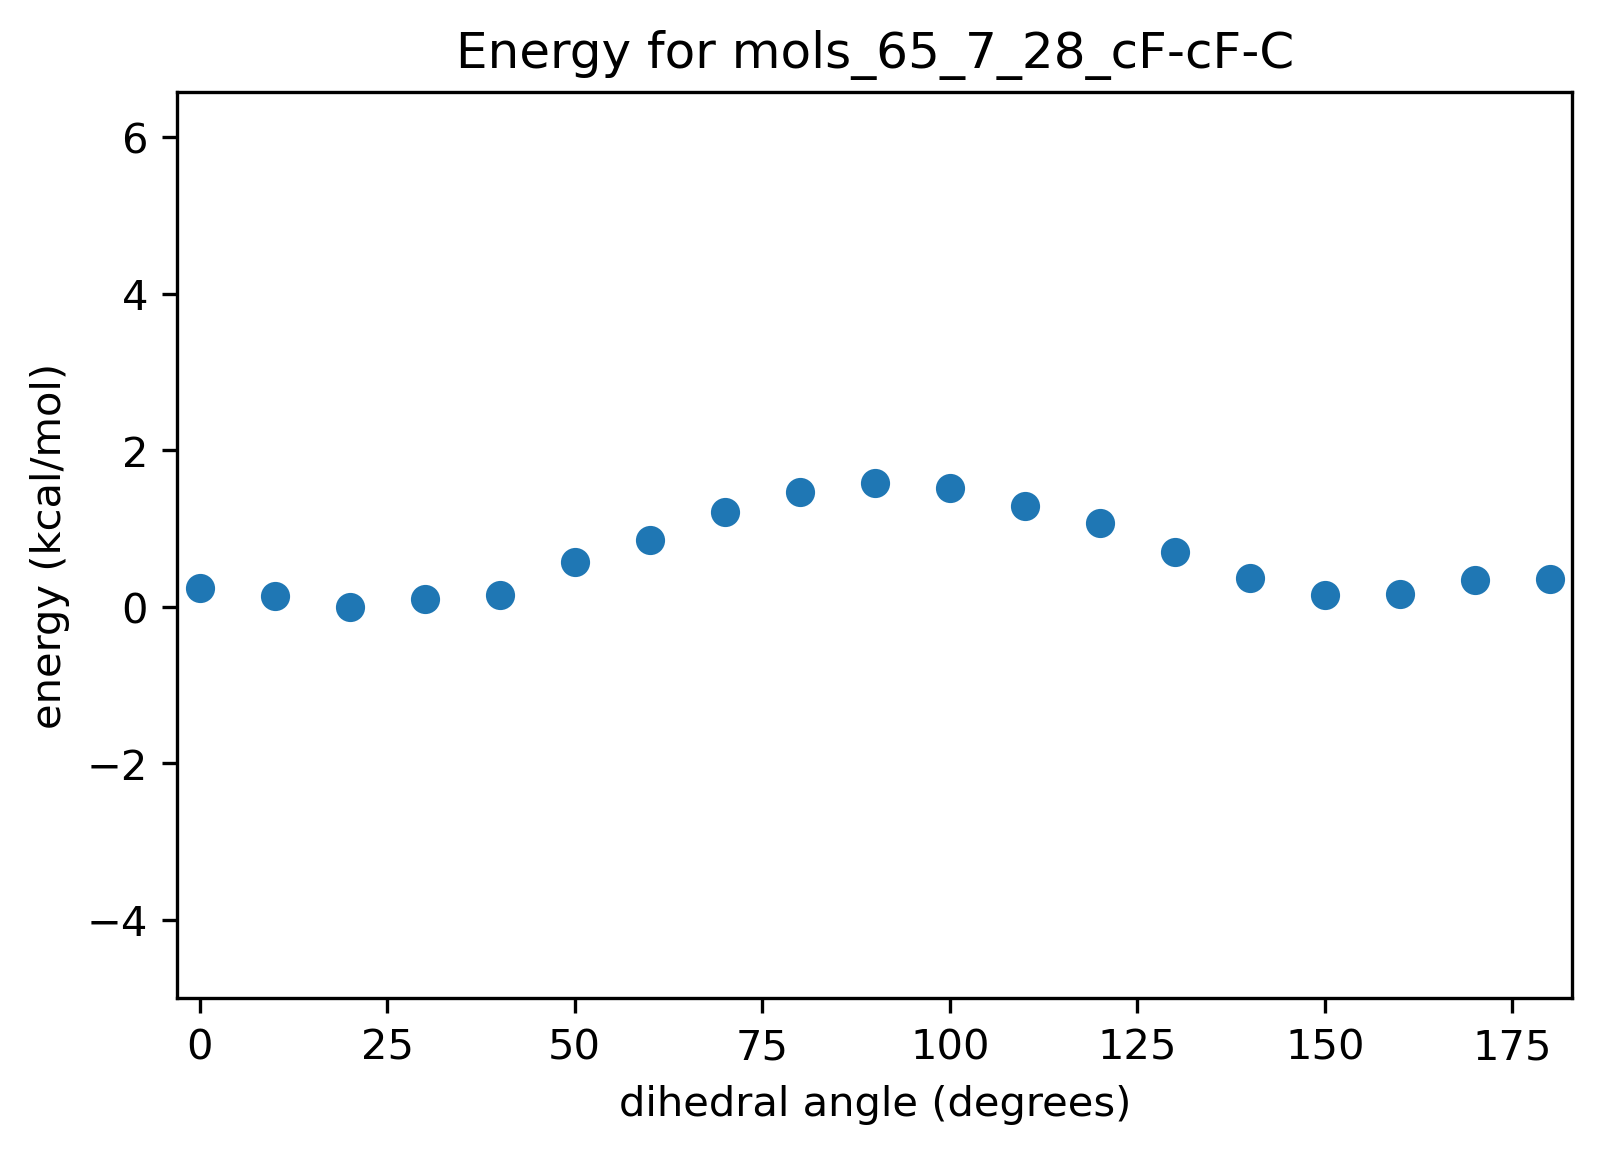 Energy for mols_65_7_28_cF-cF-C
energy (kcal/mol)
6
4
2
0
−2
−4
0 25 50 75 100 125 150 175
dihedral angle (degrees)